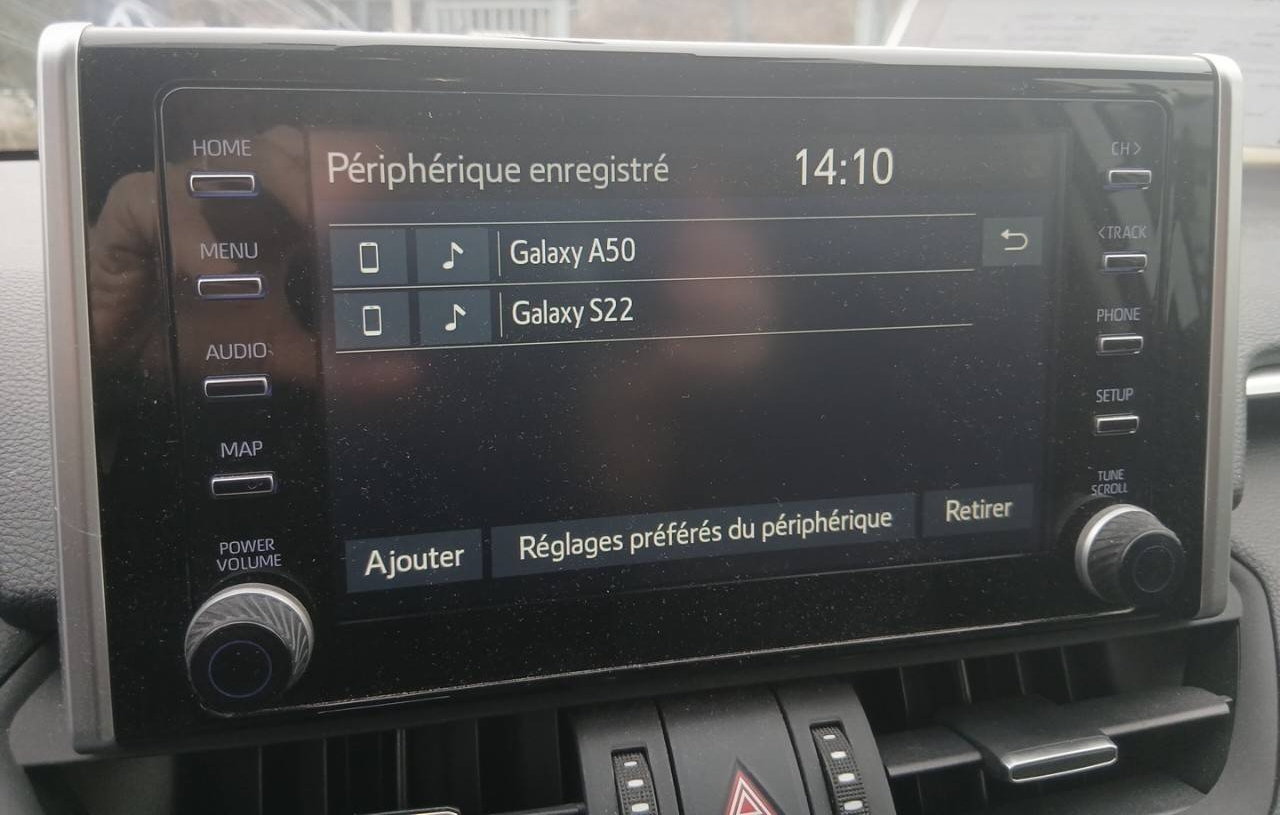 HOME
MENU
AUDIO
MAP
POWER
VOLUME
Périphérique enregistré
14:10
Galaxy A50
Galaxy S22
Ajouter
Réglages préférés du périphérique
Retirer
CH >
< TRACK
PHONE
SETUP
TUNE
SCROLL